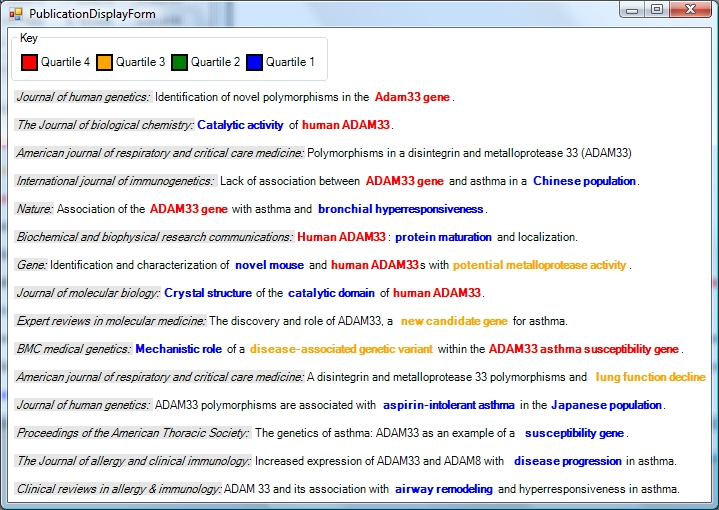 PublicationDisplayForm
Key
Quartile 4 Quartile 3 Quartile 2 Quartile 1
Journal of human genetics: Identification of novel polymorphisms in the Adam33 gene.
The Journal of biological chemistry: Catalytic activity of human ADAM33.
American journal of respiratory and critical care medicine: Polymorphisms in a disintegrin and metalloprotease 33 (ADAM33)
International journal of immunogenetics: Lack of association between ADAM33 gene and asthma in a Chinese population.
Nature: Association of the ADAM33 gene with asthma and bronchial hyperresponsiveness.
Biochemical and biophysical research communications: Human ADAM33: protein maturation and localization.
Gene: Identification and characterization of novel mouse and human ADAM33s with potential metalloprotease activity.
Journal of molecular biology: Crystal structure of the catalytic domain of human ADAM33.
Expert reviews in molecular medicine: The discovery and role of ADAM33, a new candidate gene for asthma.
BMC medical genetics: Mechanistic role of a disease-associated genetic variant within the ADAM33 asthma susceptibility gene.
American journal of respiratory and critical care medicine: A disintegrin and metalloprotease 33 polymorphisms and lung function decline
Journal of human genetics: ADAM33 polymorphisms are associated with aspirin-intolerant asthma in the Japanese population.
Proceedings of the American Thoracic Society: The genetics of asthma: ADAM33 as an example of a susceptibility gene.
The Journal of allergy and clinical immunology: Increased expression of ADAM33 and ADAM8 with disease progression in asthma.
Clinical reviews in allergy & immunology: ADAM 33 and its association with airway remodeling and hyperresponsiveness in asthma.